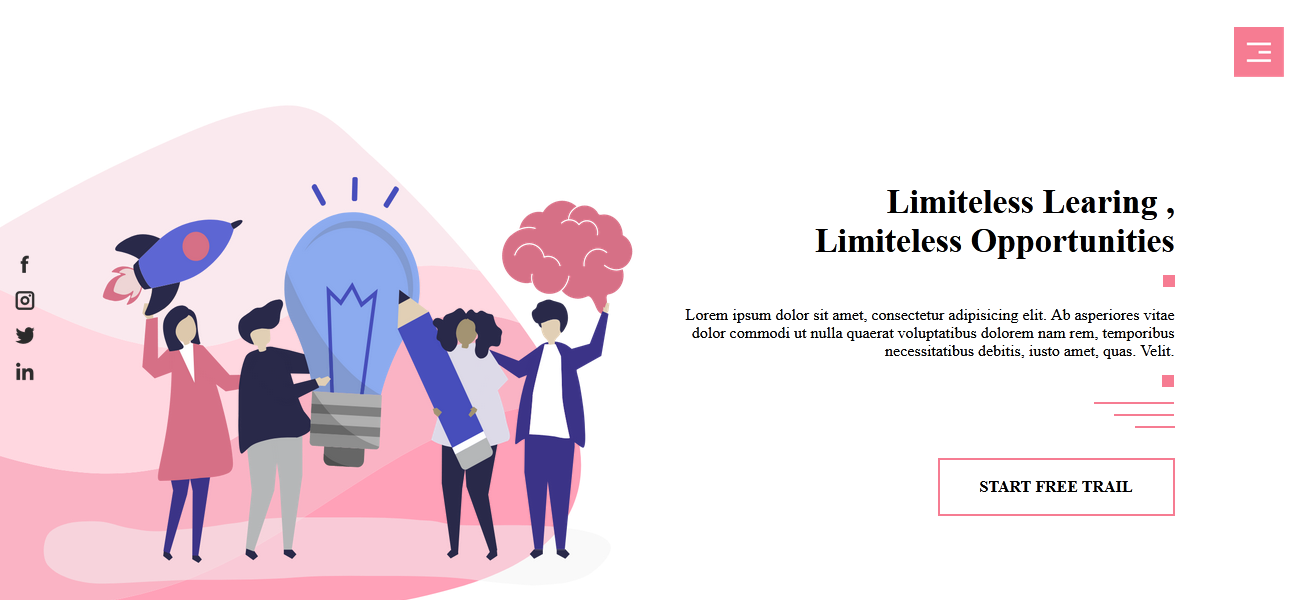 Limiteless Learing ,
Limiteless Opportunities
Lorem ipsum dolor sit amet, consectetur adipisicing elit. Ab asperiores vitae
dolor commodi ut nulla quaerat voluptatibus dolorem nam rem, temporibus
necessitatibus debitis, iusto amet, quas. Velit.
START FREE TRAIL